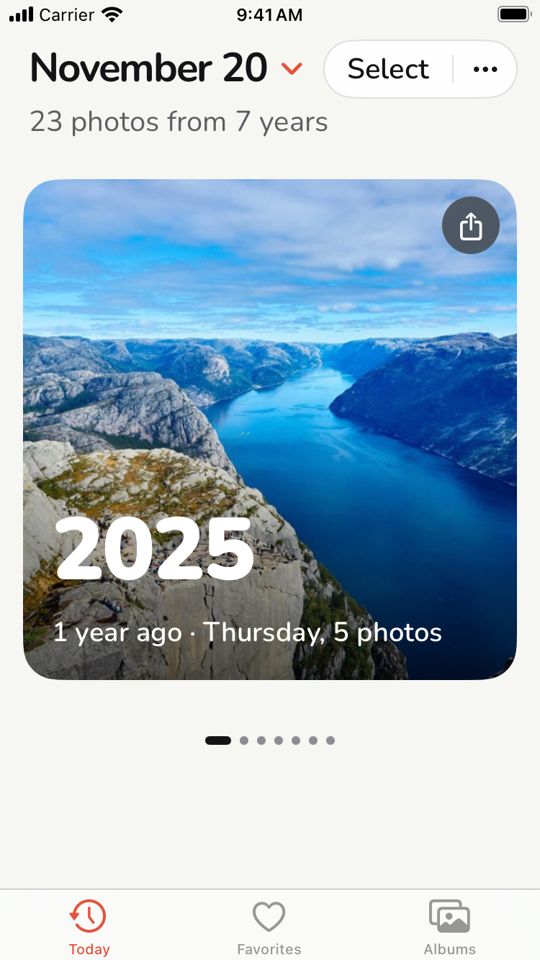 Carrier 9:41 AM
November 20 Select
23 photos from 7 years
2025
1 year ago · Thursday, 5 photos
Today Favorites Albums